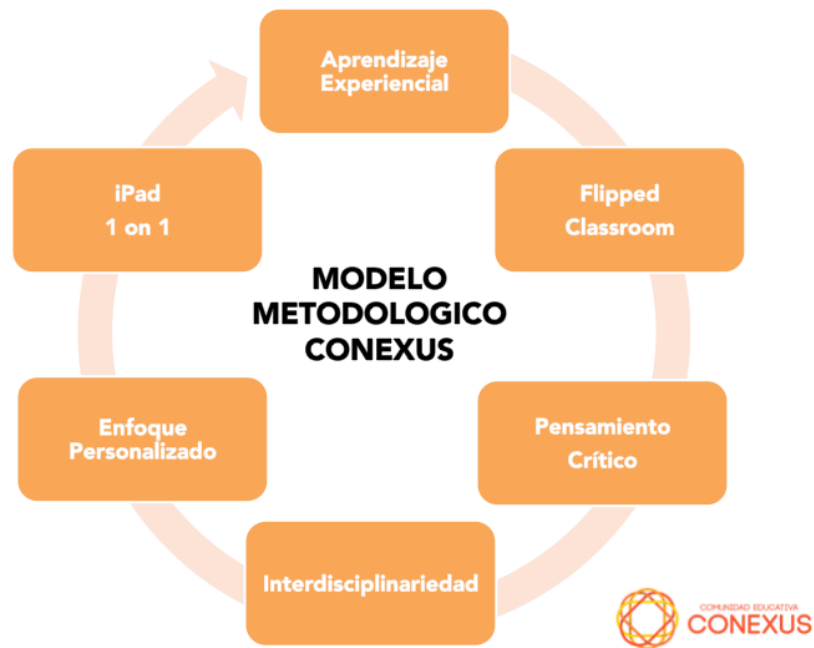 Aprendizaje
Experiencial
iPad
1 on 1
Flipped
Classroom
MODELO
METODOLOGICO
CONEXUS
Enfoque
Personalizado
Pensamiento
Crítico
Interdisciplinariedad
COMUNIDAD EDUCATIVA
CONEXUS